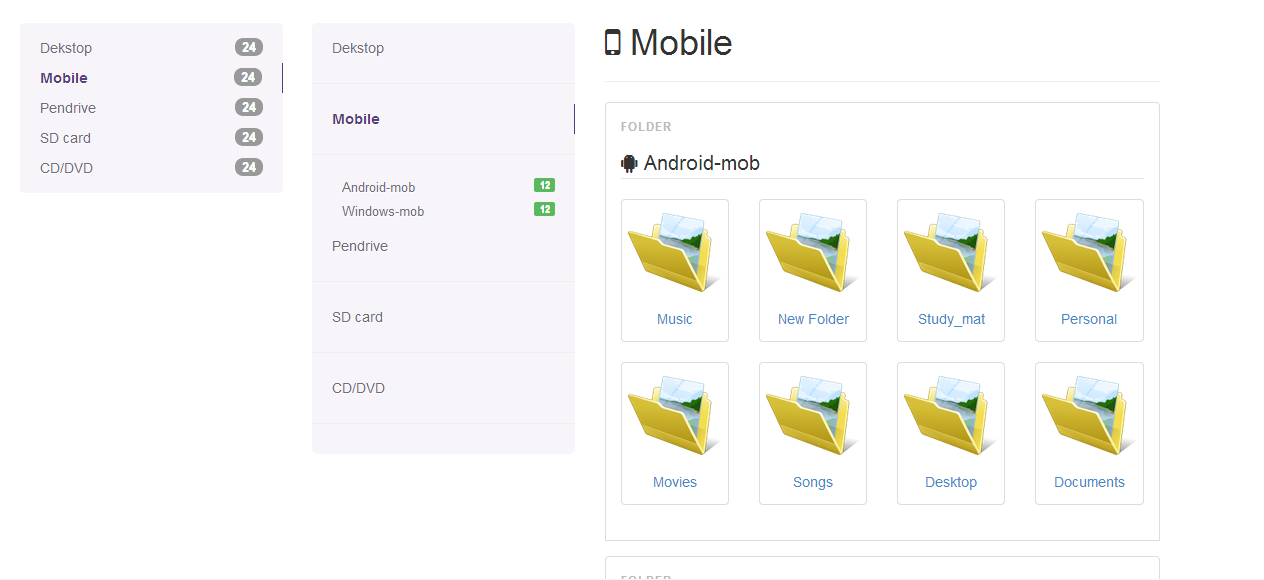 Dekstop 24
Mobile 24
Pendrive 24
SD card 24
CD/DVD 24
Dekstop
Mobile
Android-mob 12
Windows-mob 12
Pendrive
SD card
CD/DVD
Mobile
FOLDER
Android-mob
Music New Folder Study_mat Personal
Movies Songs Desktop Documents
FOLDER